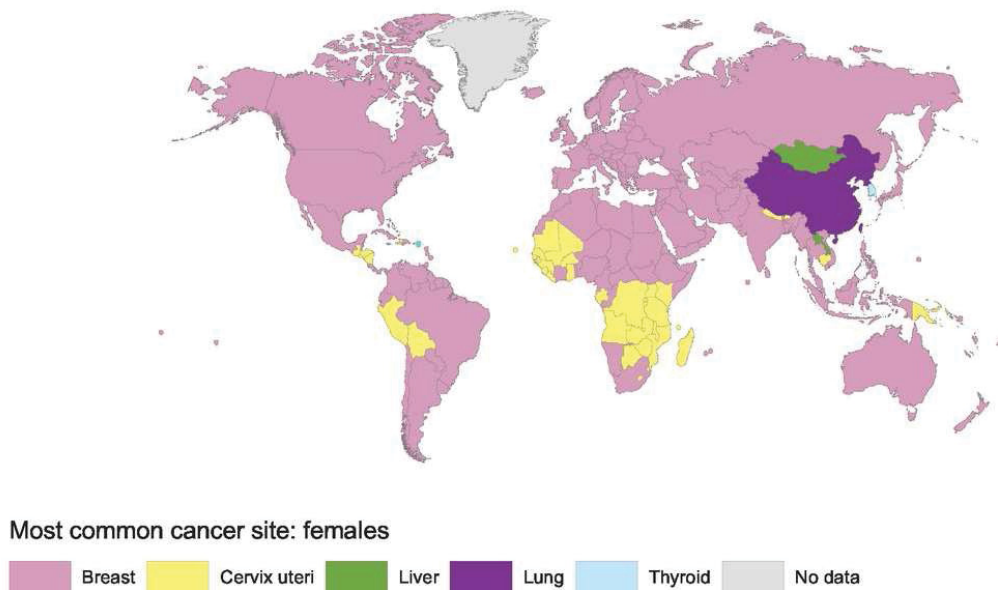 Most common cancer site: females
Breast Cervix uteri Liver Lung Thyroid No data